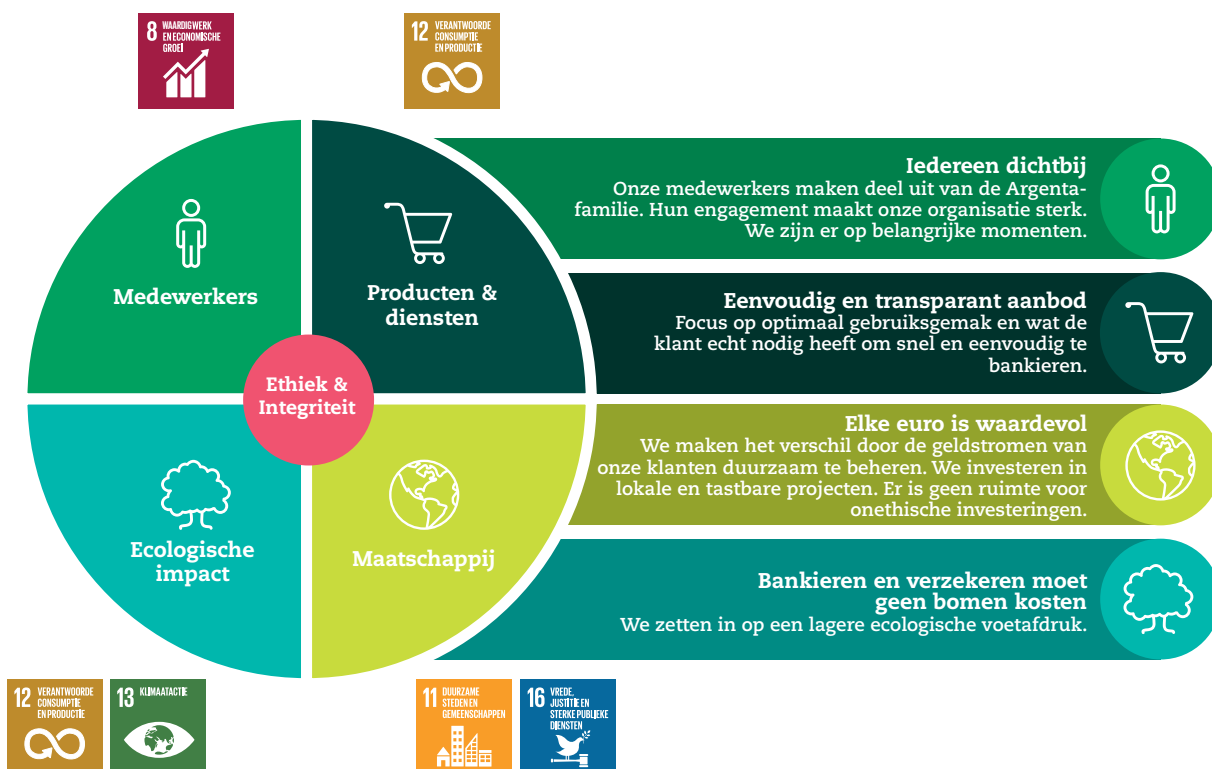 8 WAARDIG WERK
EN ECONOMISCHE
GROEI
12 VERANTWOORDE
CONSUMPTIE
EN PRODUCTIE
Medewerkers
Producten &
diensten
Ethiek &
Integriteit
Ecologische
impact
Maatschappij
Iedereen dichtbij
Onze medewerkers maken deel uit van de Argenta-
familie. Hun engagement maakt onze organisatie sterk.
We zijn er op belangrijke momenten.
Eenvoudig en transparant aanbod
Focus op optimaal gebruiksgemak en wat de
klant echt nodig heeft om snel en eenvoudig te
bankieren.
Elke euro is waardevol
We maken het verschil door de geldstromen van
onze klanten duurzaam te beheren. We investeren in
lokale en tastbare projecten. Er is geen ruimte voor
onethische investeringen.
Bankieren en verzekeren moet
geen bomen kosten
We zetten in op een lagere ecologische voetafdruk.
12 VERANTWOORDE
CONSUMPTIE
EN PRODUCTIE
13 KLIMAATACTIE
11 DUURZAME
STEDEN EN
GEMEENSCHAPPEN
16 VREDE,
JUSTITIE EN
STERKE PUBLIEKE
DIENSTEN